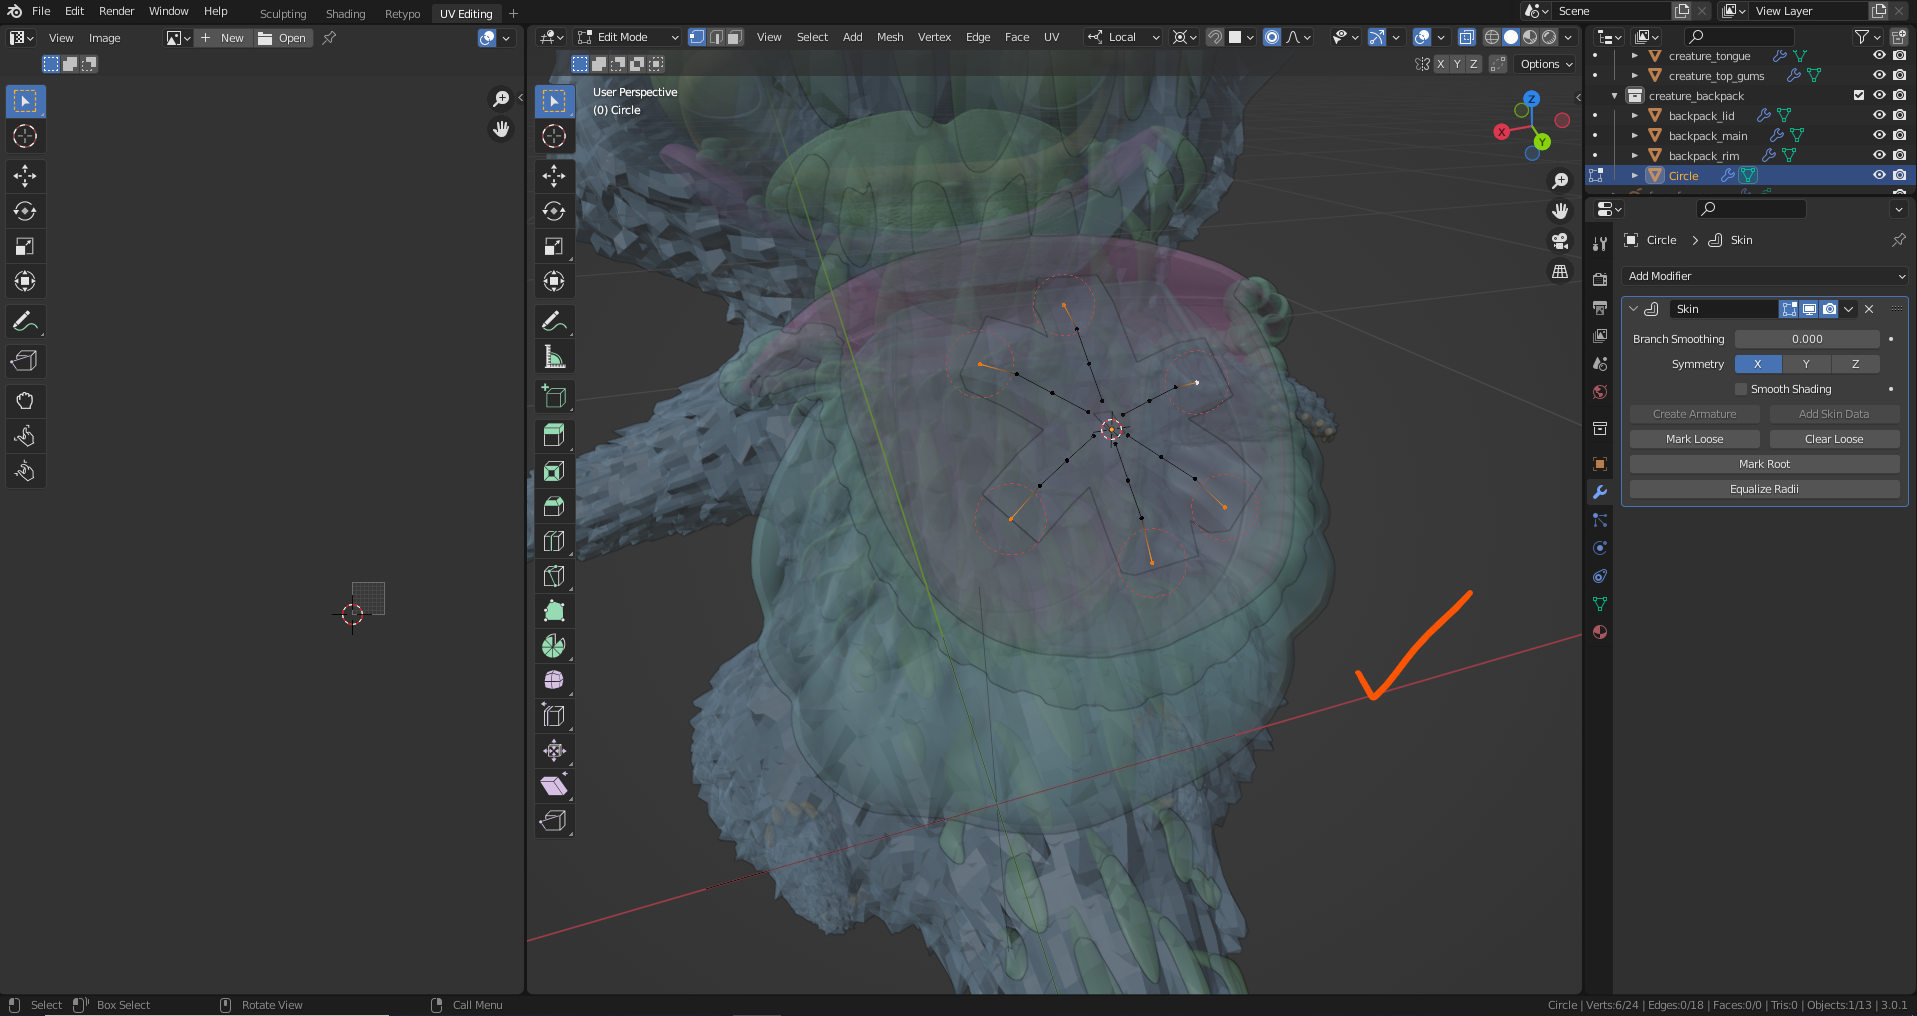 File Edit Render Window Help Sculpting Shading Retypo UV Editing
Scene View Layer
View Image New Open
Edit Mode View Select Add Mesh Vertex Edge Face UV Local
X Y Z Options
User Perspective
(0) Circle
Z
X
Y
creature_tongue
creature_top_gums
creature_backpack
backpack_lid
backpack_main
backpack_rim
Circle
Circle Skin
Add Modifier
Skin
Branch Smoothing 0.000
Symmetry X Y Z
Smooth Shading
Create Armature Add Skin Data
Mark Loose Clear Loose
Mark Root
Equalize Radii
Select Box Select Rotate View Call Menu
Circle | Verts:6/24 | Edges:0/18 | Faces:0/0 | Tris:0 | Objects:1/13 | 3.0.1